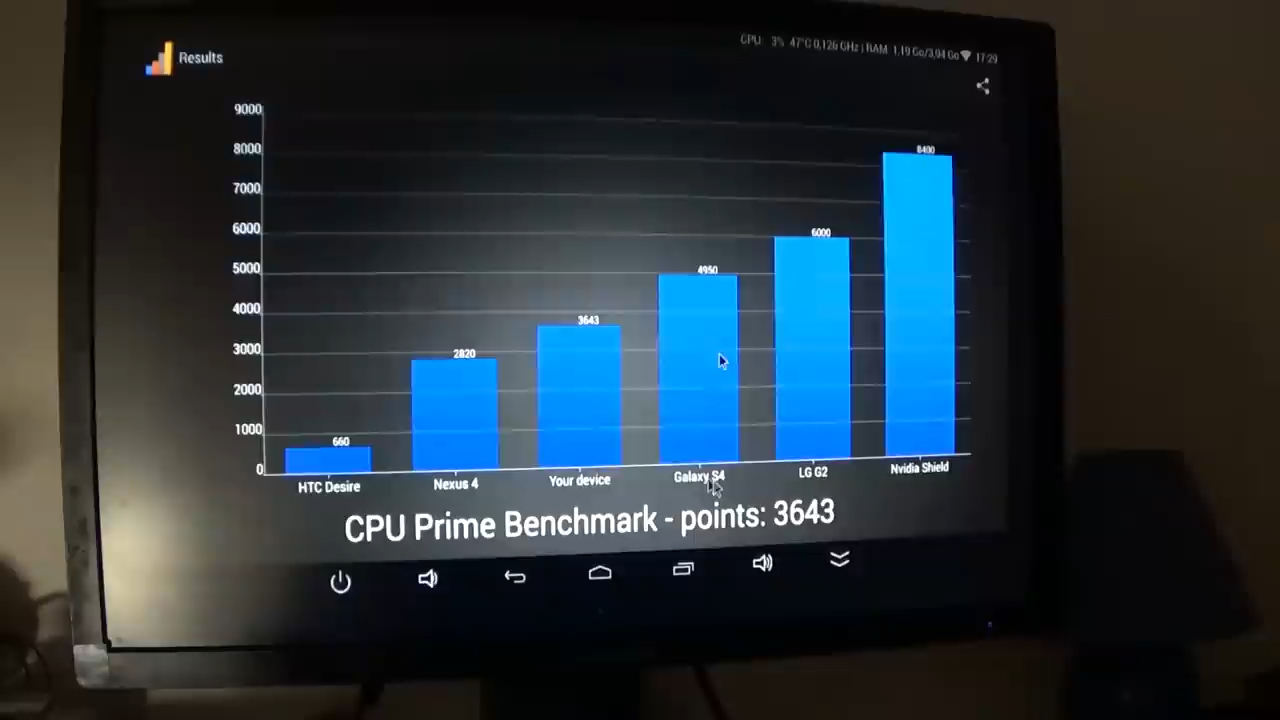 Results
CPU: 3% 47°C 0,126 GHz | RAM 1,19 Go/3,94 Go 17:29
9000
8000
7000
6000
5000
4000
3000
2000
1000
0
660
2820
3643
4950
6000
8400
HTC Desire
Nexus 4
Your device
Galaxy S4
LG G2
Nvidia Shield
CPU Prime Benchmark - points: 3643